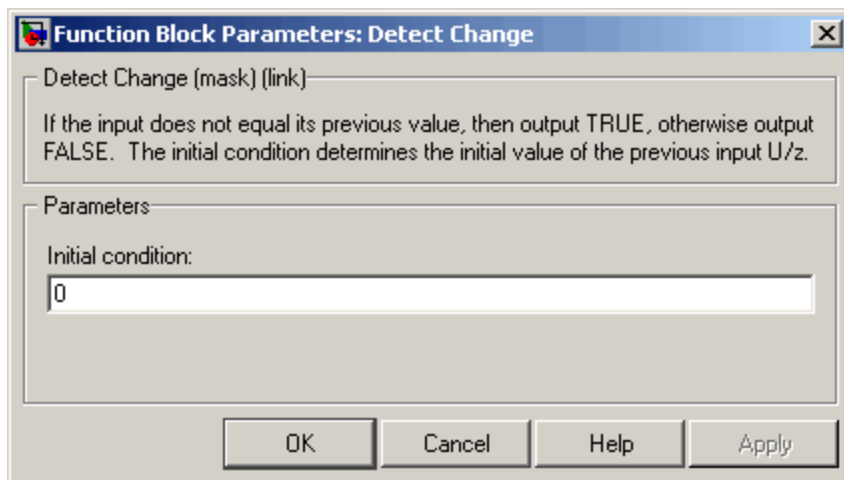 Function Block Parameters: Detect Change
Detect Change (mask) (link)
If the input does not equal its previous value, then output TRUE, otherwise output
FALSE.  The initial condition determines the initial value of the previous input U/z.
Parameters
Initial condition:
0
OK Cancel Help Apply